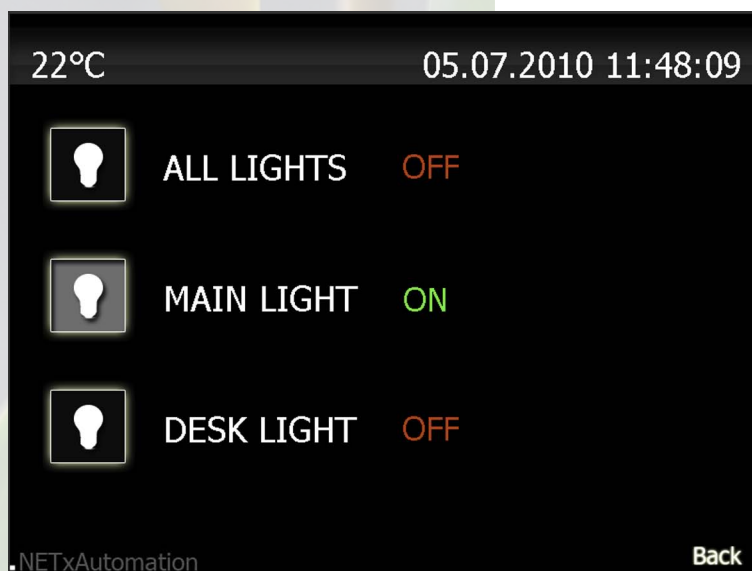 22°C 05.07.2010 11:48:09
ALL LIGHTS OFF
MAIN LIGHT ON
DESK LIGHT OFF
NETxAutomation Back